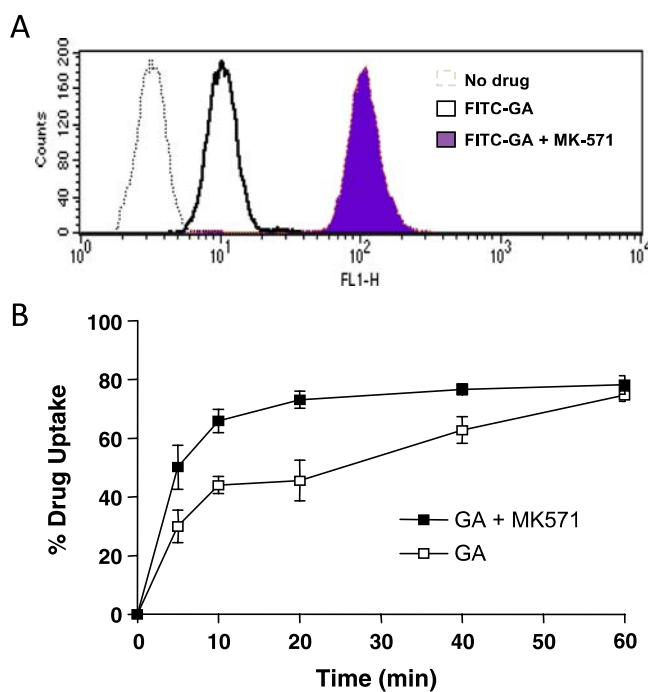 A
Counts
200
160
120
80
40
0
No drug
FITC-GA
FITC-GA + MK-571
10^0
10^1
10^2
10^3
10^4
FL1-H
B
% Drug Uptake
100
80
60
40
20
0
GA + MK571
GA
0
10
20
30
40
50
60
Time (min)